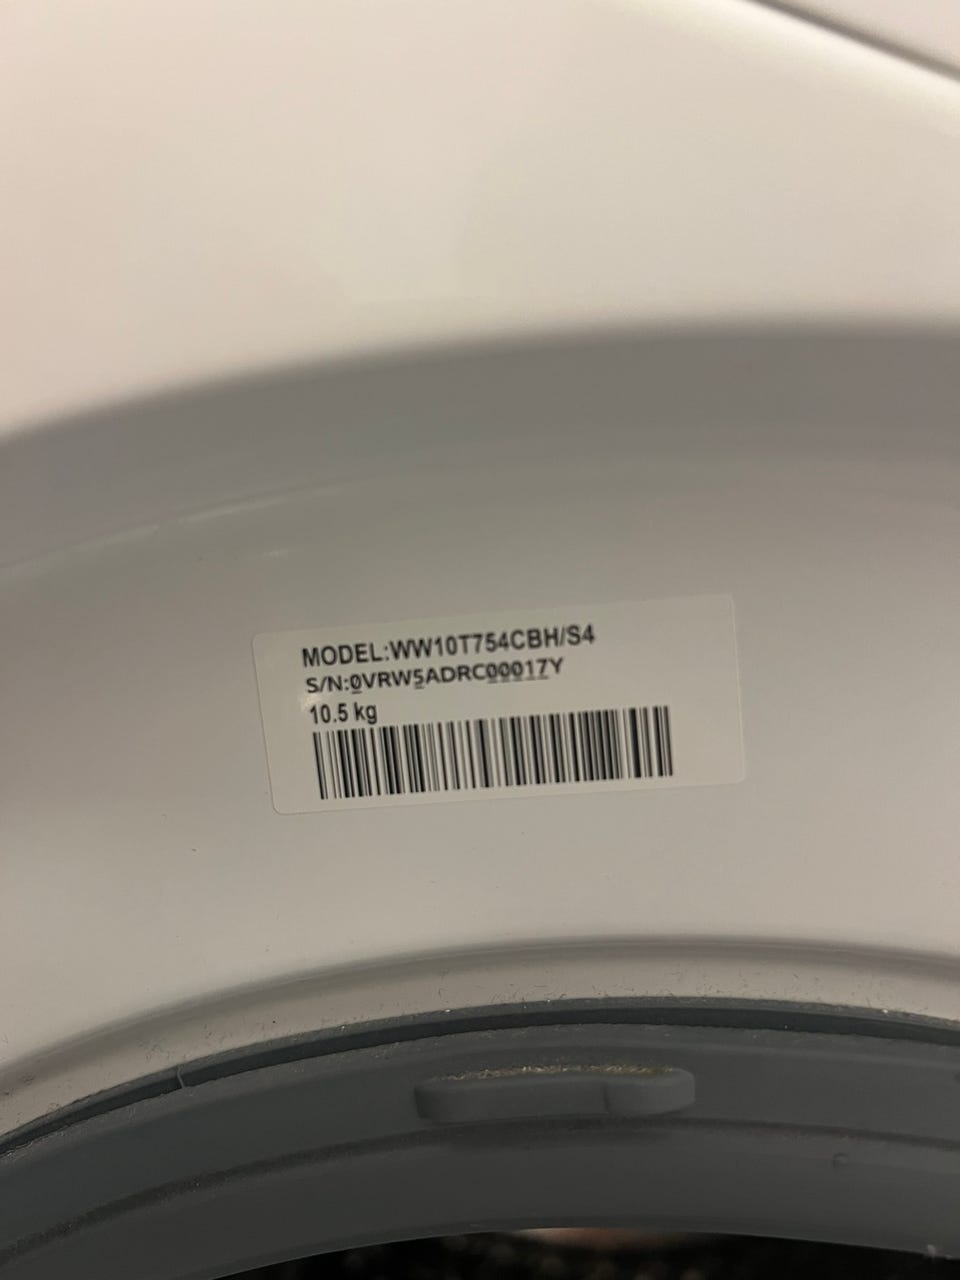 MODEL:WW10T754CBH/S4
S/N:0VRW5ADRC00017Y
10.5 kg